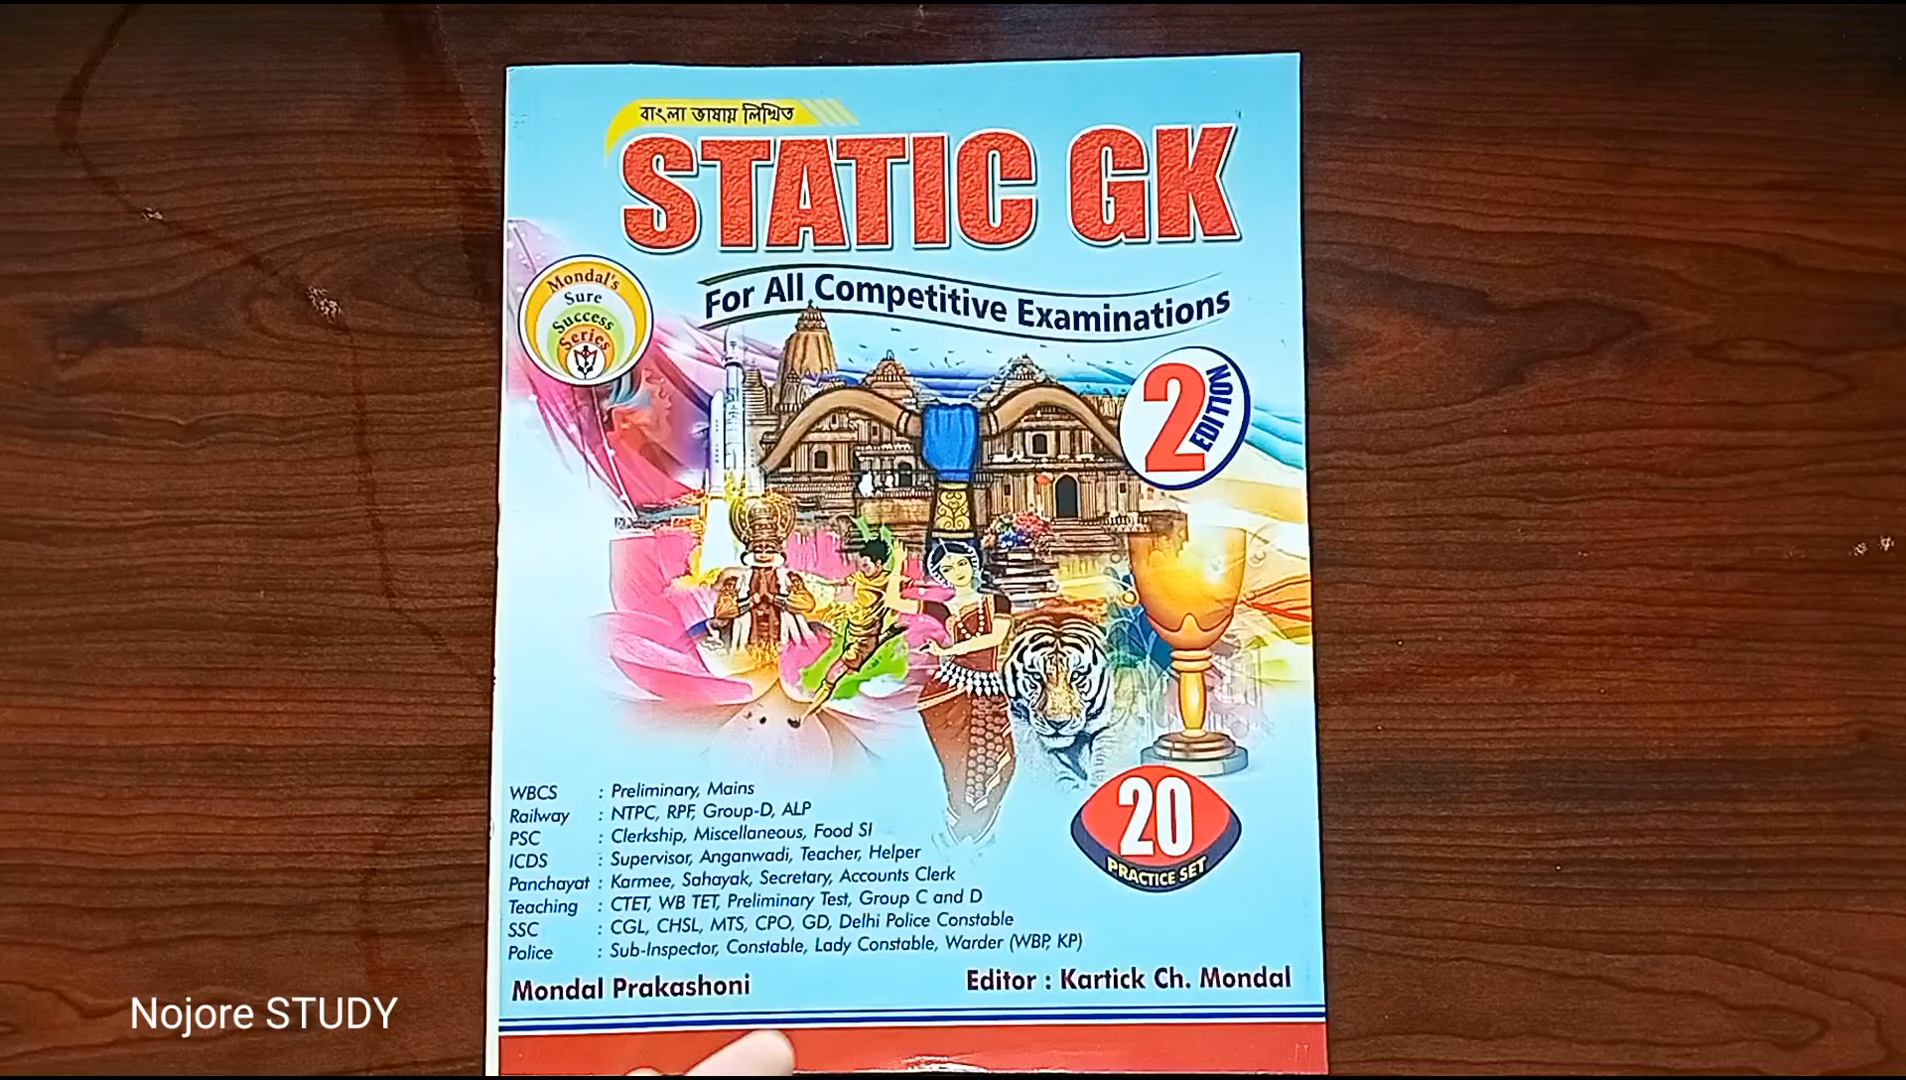 বাংলা ভাষায় লিখিত
STATIC GK
For All Competitive Examinations
Mondal's
Sure
Success
Series
2
EDITION
20
PRACTICE SET
WBCS : Preliminary, Mains
Railway : NTPC, RPF, Group-D, ALP
PSC : Clerkship, Miscellaneous, Food SI
ICDS : Supervisor, Anganwadi, Teacher, Helper
Panchayat : Karmee, Sahayak, Secretary, Accounts Clerk
Teaching : CTET, WB TET, Preliminary Test, Group C and D
SSC : CGL, CHSL, MTS, CPO, GD, Delhi Police Constable
Police : Sub-Inspector, Constable, Lady Constable, Warder (WBP, KP)
Mondal Prakashoni
Editor : Kartick Ch. Mondal
Nojore STUDY